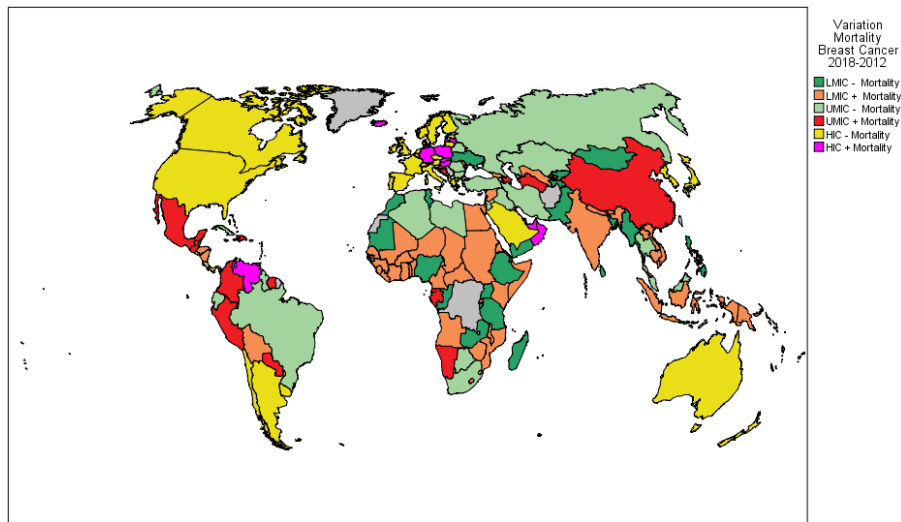 Variation
Mortality
Breast Cancer
2018-2012
LMIC - Mortality
LMIC + Mortality
UMIC - Mortality
UMIC + Mortality
HIC - Mortality
HIC + Mortality